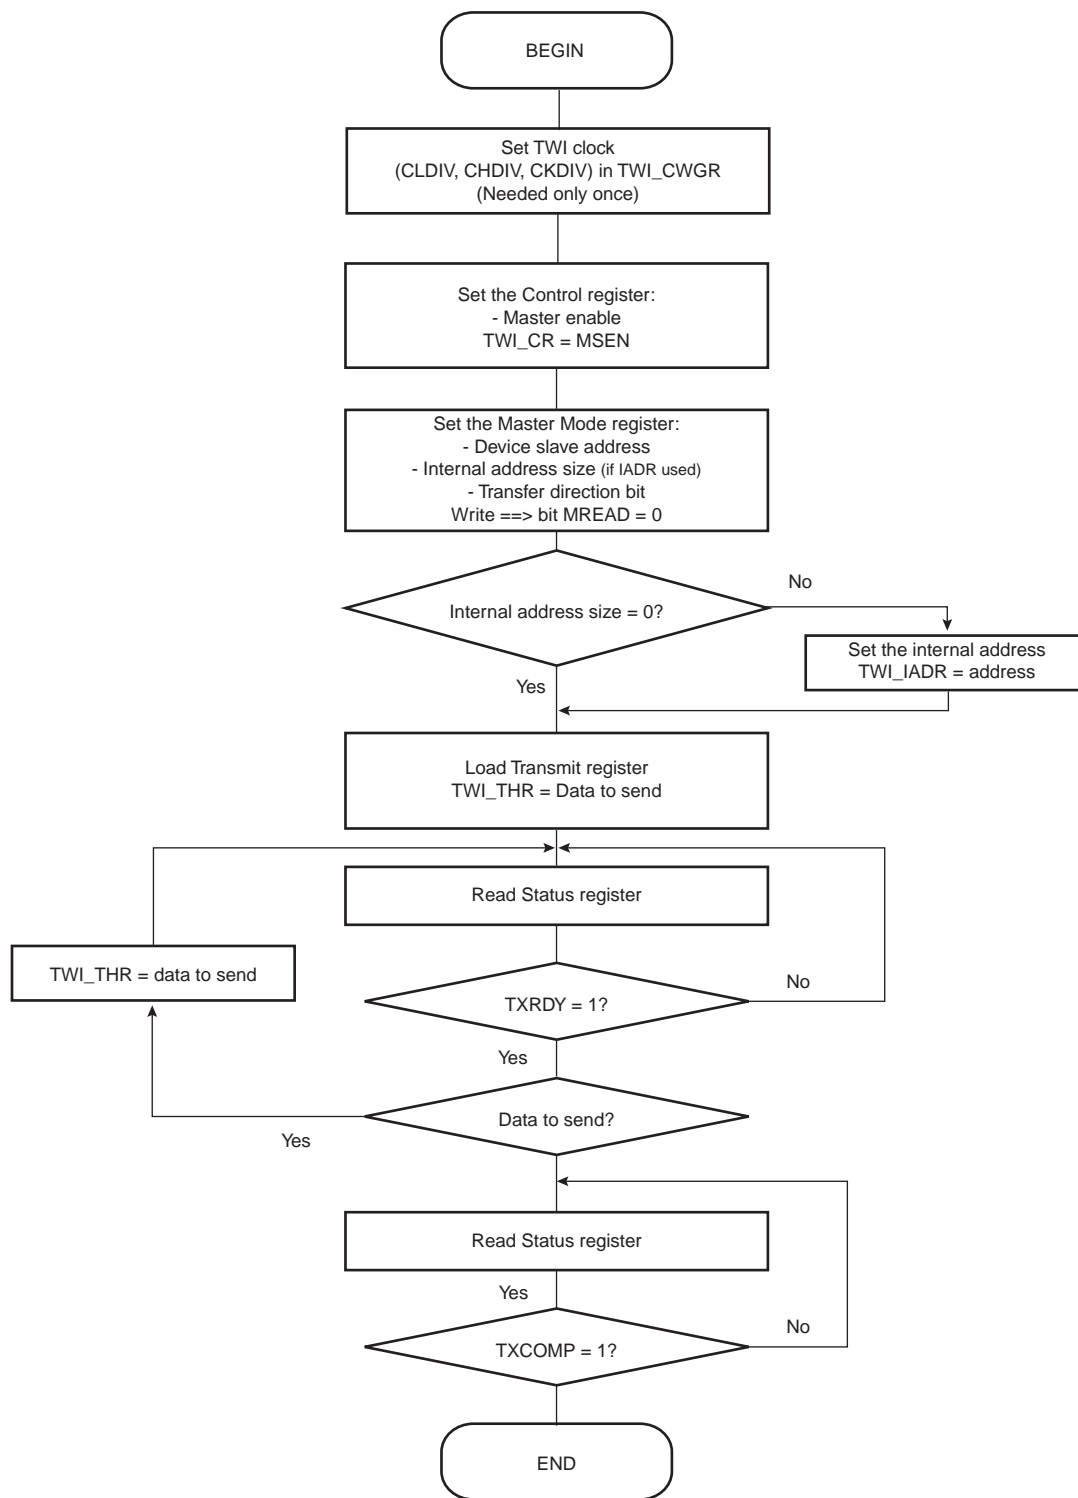 BEGIN
Set TWI clock
(CLDIV, CHDIV, CKDIV) in TWI_CWGR
(Needed only once)
Set the Control register:
- Master enable
TWI_CR = MSEN
Set the Master Mode register:
- Device slave address
- Internal address size (if IADR used)
- Transfer direction bit
Write ==> bit MREAD = 0
No
Internal address size = 0?
Set the internal address
TWI_IADR = address
Yes
Load Transmit register
TWI_THR = Data to send
Read Status register
TWI_THR = data to send
No
TXRDY = 1?
Yes
Data to send?
Yes
Read Status register
Yes
No
TXCOMP = 1?
END